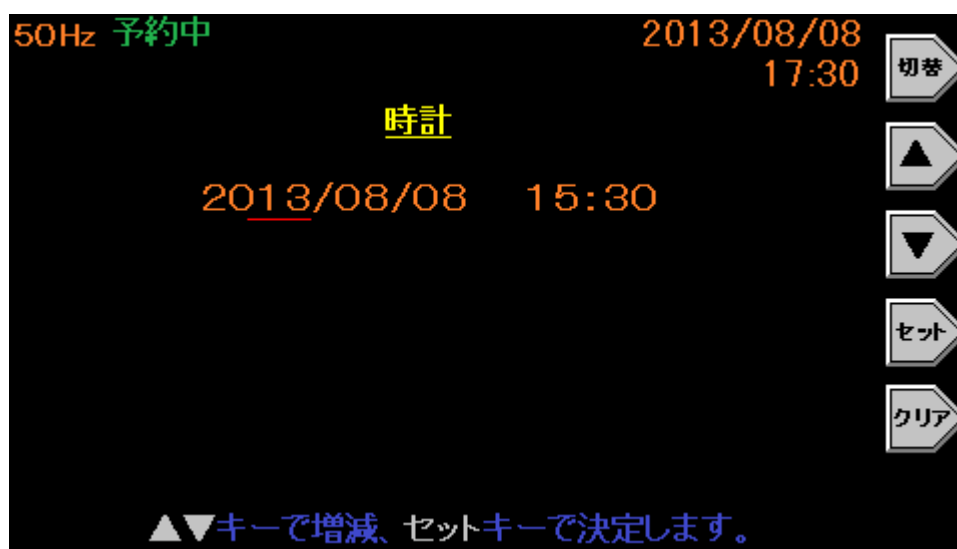 50Hz 予約中 2013/08/08
17:30
切替
時計
▲
2013/08/08 15:30
▼
セット
クリア
▲▼キーで増減、セットキーで決定します。